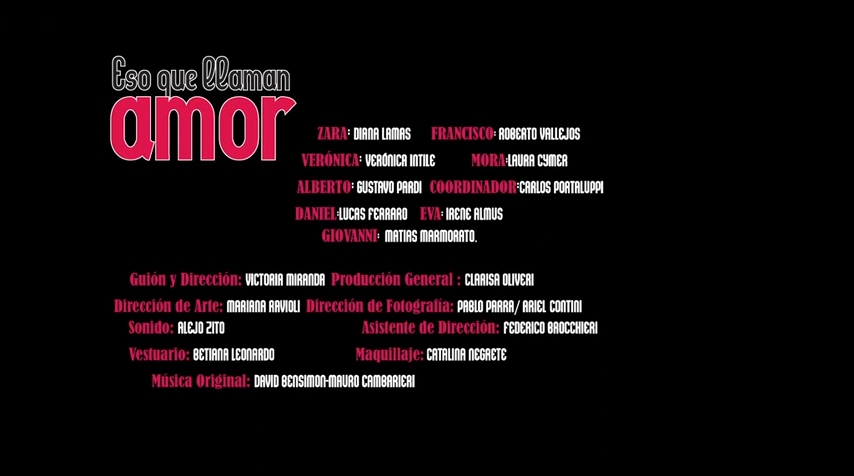 Eso que llaman
amor
ZARA: DIANA LAMAS FRANCISCO: ROBERTO VALLEJOS
VERÓNICA: VERÓNICA INTILE MORA:LAURA CYMER
ALBERTO: GUSTAVO PARDI COORDINADOR:CARLOS PORTALUPPI
DANIEL:LUCAS FERRARO EVA: IRENE ALMUS
GIOVANNI: MATIAS MARMORATO.
Guión y Dirección: VICTORIA MIRANDA Producción General : CLARISA OLIVERI
Dirección de Arte: MARIANA RAVIOLI Dirección de Fotografía: PABLO PARRA/ ARIEL CONTINI
Sonido: ALEJO ZITO Asistente de Dirección: FEDERICO BROCCHIERI
Vestuario: BETIANA LEONARDO Maquillaje: CATALINA NEGRETE
Música Original: DAVID BENSIMON-MAURO CAMBARIERI